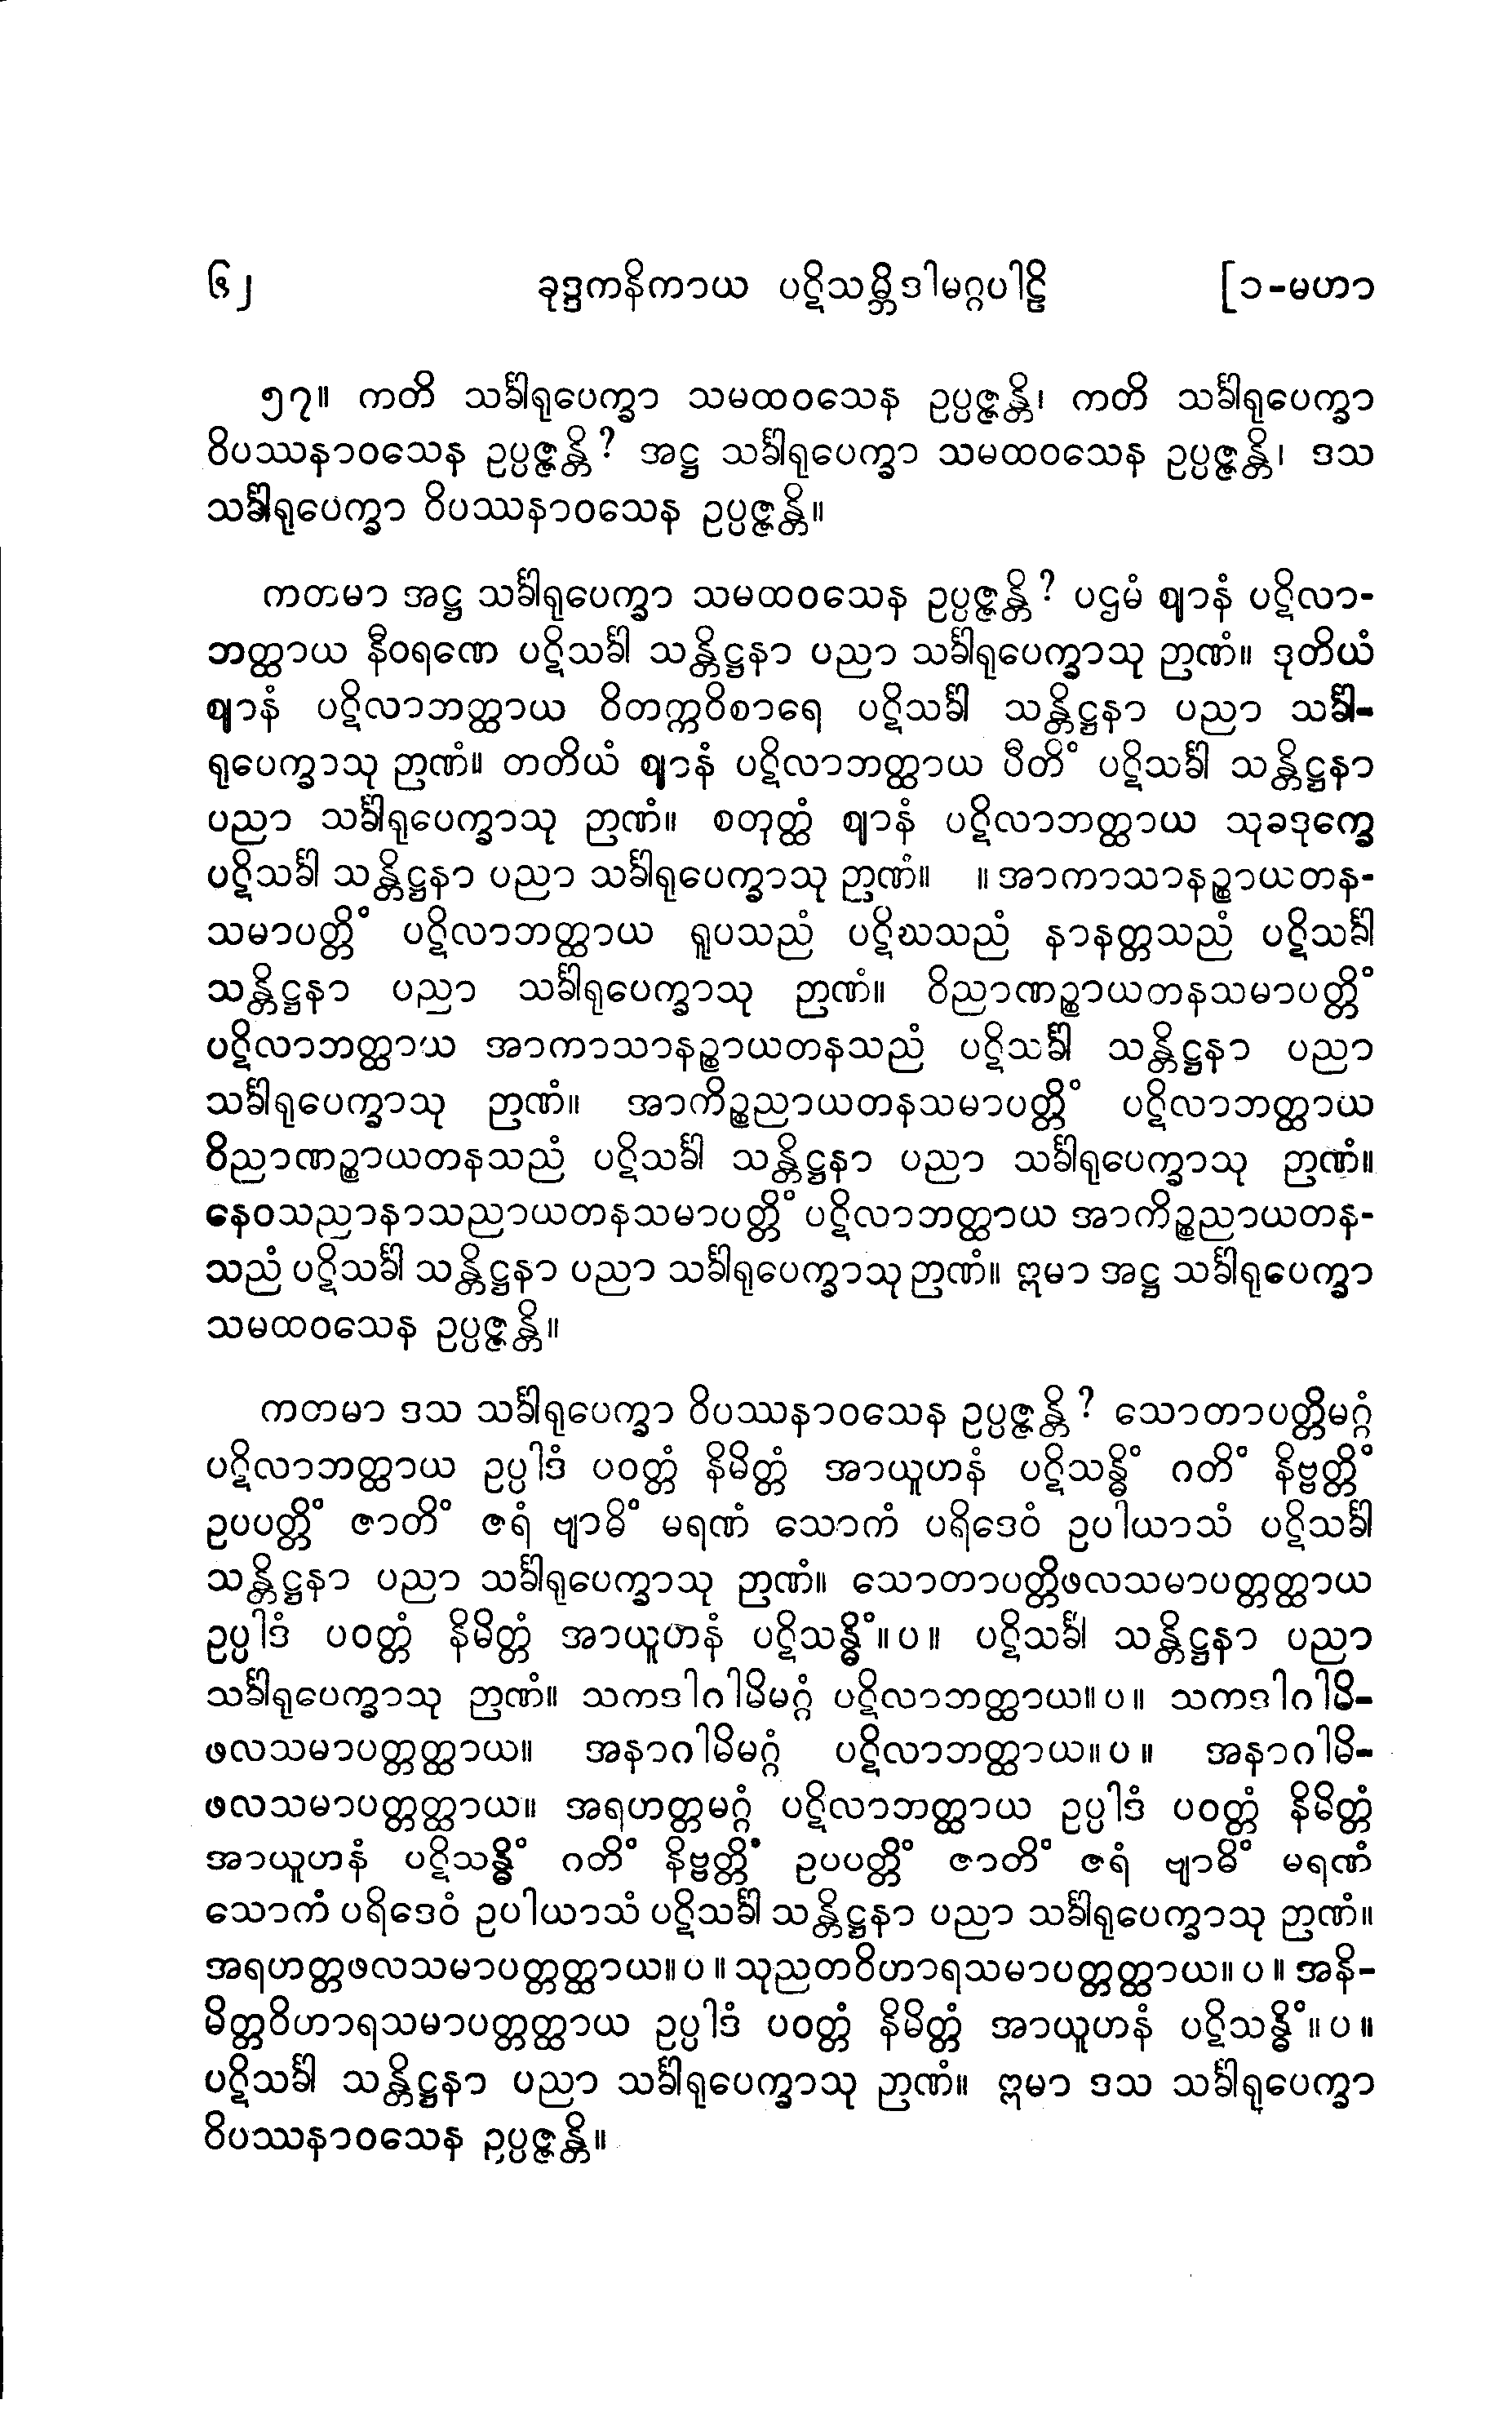 ၆၂ ခုဒ္ဒကနိကာယ ပဋိသမ္ဘိဒါမဂ္ဂပါဠိ [၁-မဟာ
၅၇။ ကတိ သင်္ခါရုပေက္ခာ သမထဝသေန ဥပ္ပဇ္ဇန္တိ၊ ကတိ သင်္ခါရုပေက္ခာ
ဝိပဿနာဝသေန ဥပ္ပဇ္ဇန္တိ? အဋ္ဌ သင်္ခါရုပေက္ခာ သမထဝသေန ဥပ္ပဇ္ဇန္တိ၊ ဒသ
သင်္ခါရုပေက္ခာ ဝိပဿနာဝသေန ဥပ္ပဇ္ဇန္တိ။
ကတမာ အဋ္ဌ သင်္ခါရုပေက္ခာ သမထဝသေန ဥပ္ပဇ္ဇန္တိ? ပဌမံ ဈာနံ ပဋိလာ-
ဘတ္ထာယ နီဝရဏေ ပဋိသင်္ခါ သန္တိဋ္ဌနာ ပညာ သင်္ခါရုပေက္ခာသု ဉာဏံ။ ဒုတိယံ
ဈာနံ ပဋိလာဘတ္ထာယ ဝိတက္ကဝိစာရေ ပဋိသင်္ခါ သန္တိဋ္ဌနာ ပညာ သင်္ခါ-
ရုပေက္ခာသု ဉာဏံ။ တတိယံ ဈာနံ ပဋိလာဘတ္ထာယ ပီတိံ ပဋိသင်္ခါ သန္တိဋ္ဌနာ
ပညာ သင်္ခါရုပေက္ခာသု ဉာဏံ။ စတုတ္ထံ ဈာနံ ပဋိလာဘတ္ထာယ သုခဒုက္ခေ
ပဋိသင်္ခါ သန္တိဋ္ဌနာ ပညာ သင်္ခါရုပေက္ခာသု ဉာဏံ။ ။ အာကာသာနဉ္စာယတန-
သမာပတ္တိံ ပဋိလာဘတ္ထာယ ရူပသညံ ပဋိဃသညံ နာနတ္တသညံ ပဋိသင်္ခါ
သန္တိဋ္ဌနာ ပညာ သင်္ခါရုပေက္ခာသု ဉာဏံ။ ဝိညာဏဉ္စာယတနသမာပတ္တိံ
ပဋိလာဘတ္ထာယ အာကာသာနဉ္စာယတနသညံ ပဋိသင်္ခါ သန္တိဋ္ဌနာ ပညာ
သင်္ခါရုပေက္ခာသု ဉာဏံ။ အာကိဉ္စညာယတနသမာပတ္တိံ ပဋိလာဘတ္ထာယ
ဝိညာဏဉ္စာယတနသညံ ပဋိသင်္ခါ သန္တိဋ္ဌနာ ပညာ သင်္ခါရုပေက္ခာသု ဉာဏံ။
နေဝသညာနာသညာယတနသမာပတ္တိံ ပဋိလာဘတ္ထာယ အာကိဉ္စညာယတန-
သညံ ပဋိသင်္ခါ သန္တိဋ္ဌနာ ပညာ သင်္ခါရုပေက္ခာသု ဉာဏံ။ ဣမာ အဋ္ဌ သင်္ခါရုပေက္ခာ
သမထဝသေန ဥပ္ပဇ္ဇန္တိ။
ကတမာ ဒသ သင်္ခါရုပေက္ခာ ဝိပဿနာဝသေန ဥပ္ပဇ္ဇန္တိ? သောတာပတ္တိမဂ္ဂံ
ပဋိလာဘတ္ထာယ ဥပ္ပါဒံ ပဝတ္တံ နိမိတ္တံ အာယူဟနံ ပဋိသန္ဓိံ ဂတိံ နိဗ္ဗတ္တိံ
ဥပပတ္တိံ ဇာတိံ ဇရံ ဗျာဓိံ မရဏံ သောကံ ပရိဒေဝံ ဥပါယာသံ ပဋိသင်္ခါ
သန္တိဋ္ဌနာ ပညာ သင်္ခါရုပေက္ခာသု ဉာဏံ။ သောတာပတ္တိဖလသမာပတ္တတ္ထာယ
ဥပ္ပါဒံ ပဝတ္တံ နိမိတ္တံ အာယူဟနံ ပဋိသန္ဓိံ။ ပ။ ပဋိသင်္ခါ သန္တိဋ္ဌနာ ပညာ
သင်္ခါရုပေက္ခာသု ဉာဏံ။ သကဒါဂါမိမဂ္ဂံ ပဋိလာဘတ္ထာယ။ ပ။ သကဒါဂါမိ-
ဖလသမာပတ္တတ္ထာယ။ အနာဂါမိမဂ္ဂံ ပဋိလာဘတ္ထာယ။ ပ။ အနာဂါမိ-
ဖလသမာပတ္တတ္ထာယ။ အရဟတ္တမဂ္ဂံ ပဋိလာဘတ္ထာယ ဥပ္ပါဒံ ပဝတ္တံ နိမိတ္တံ
အာယူဟနံ ပဋိသန္ဓိံ ဂတိံ နိဗ္ဗတ္တိံ ဥပပတ္တိံ ဇာတိံ ဇရံ ဗျာဓိံ မရဏံ
သောကံ ပရိဒေဝံ ဥပါယာသံ ပဋိသင်္ခါ သန္တိဋ္ဌနာ ပညာ သင်္ခါရုပေက္ခာသု ဉာဏံ။
အရဟတ္တဖလသမာပတ္တတ္ထာယ။ ပ။ သုညတဝိဟာရသမာပတ္တတ္ထာယ။ ပ။ အနိ-
မိတ္တဝိဟာရသမာပတ္တတ္ထာယ ဥပ္ပါဒံ ပဝတ္တံ နိမိတ္တံ အာယူဟနံ ပဋိသန္ဓိံ။ ပ။
ပဋိသင်္ခါ သန္တိဋ္ဌနာ ပညာ သင်္ခါရုပေက္ခာသု ဉာဏံ။ ဣမာ ဒသ သင်္ခါရုပေက္ခာ
ဝိပဿနာဝသေန ဥပ္ပဇ္ဇန္တိ။